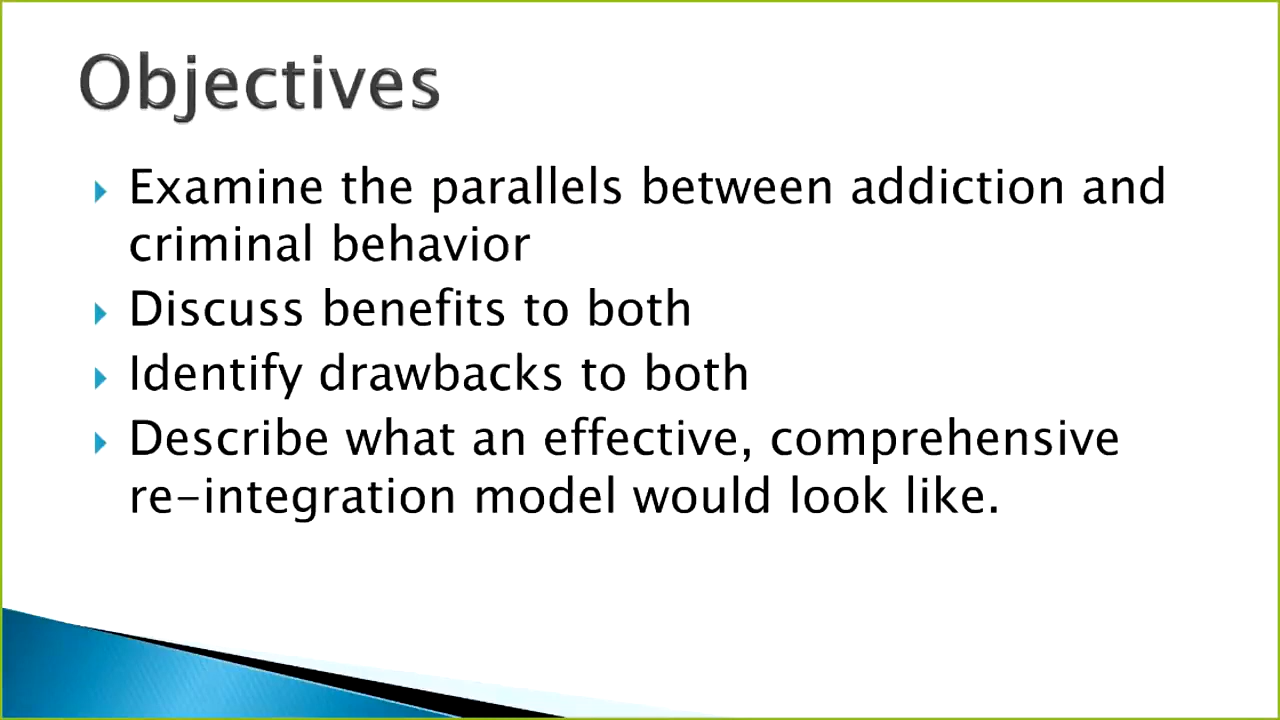 Objectives
Examine the parallels between addiction and
criminal behavior
Discuss benefits to both
Identify drawbacks to both
Describe what an effective, comprehensive
re-integration model would look like.